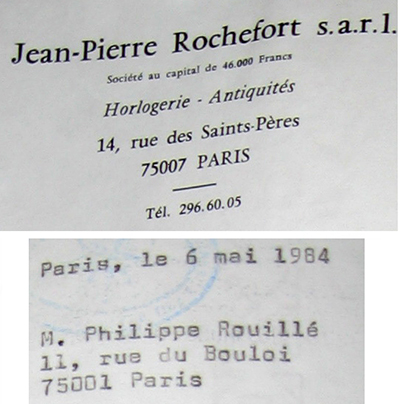 Jean-Pierre Rochefort s.a.r.l.
Société au capital de 46.000 Francs
Horlogerie - Antiquités
14, rue des Saints-Pères
75007 PARIS
Tél. 296.60.05
Paris, le 6 mai 1984
M. Philippe Rouillé
11, rue du Bouloi
75001 Paris